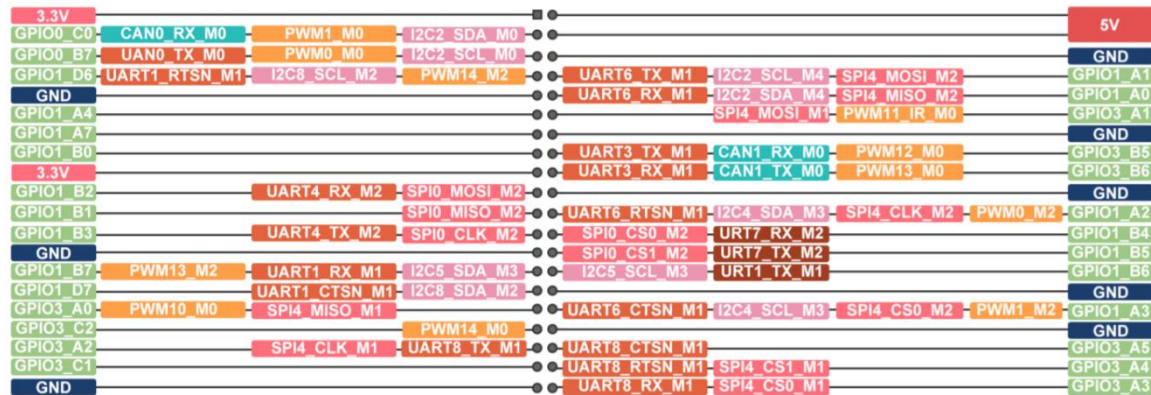 3.3V
5V
GPIO0_C0 CAN0_RX_M0 PWM1_M0 I2C2_SDA_M0
GPIO0_B7 UAN0_TX_M0 PWM0_M0 I2C2_SCL_M0 GND
GPIO1_D6 UART1_RTSN_M1 I2C8_SCL_M2 PWM14_M2 UART6_TX_M1 I2C2_SCL_M4 SPI4_MOSI_M2 GPIO1_A1
GND UART6_RX_M1 I2C2_SDA_M4 SPI4_MISO_M2 GPIO1_A0
GPIO1_A4 SPI4_MOSI_M1 PWM11_IR_M0 GPIO3_A1
GPIO1_A7 GND
GPIO1_B0 UART3_TX_M1 CAN1_RX_M0 PWM12_M0 GPIO3_B5
3.3V UART3_RX_M1 CAN1_TX_M0 PWM13_M0 GPIO3_B6
GPIO1_B2 UART4_RX_M2 SPI0_MOSI_M2 GND
GPIO1_B1 SPI0_MISO_M2 UART6_RTSN_M1 I2C4_SDA_M3 SPI4_CLK_M2 PWM0_M2 GPIO1_A2
GPIO1_B3 UART4_TX_M2 SPI0_CLK_M2 SPI0_CS0_M2 URT7_RX_M2 GPIO1_B4
GND SPI0_CS1_M2 URT7_TX_M2 GPIO1_B5
GPIO1_B7 PWM13_M2 UART1_RX_M1 I2C5_SDA_M3 I2C5_SCL_M3 URT1_TX_M1 GPIO1_B6
GPIO1_D7 UART1_CTSN_M1 I2C8_SDA_M2 GND
GPIO3_A0 PWM10_M0 SPI4_MISO_M1 UART6_CTSN_M1 I2C4_SCL_M3 SPI4_CS0_M2 PWM1_M2 GPIO1_A3
GPIO3_C2 PWM14_M0 GND
GPIO3_A2 SPI4_CLK_M1 UART8_TX_M1 UART8_CTSN_M1 GPIO3_A5
GPIO3_C1 UART8_RTSN_M1 SPI4_CS1_M1 GPIO3_A4
GND UART8_RX_M1 SPI4_CS0_M1 GPIO3_A3